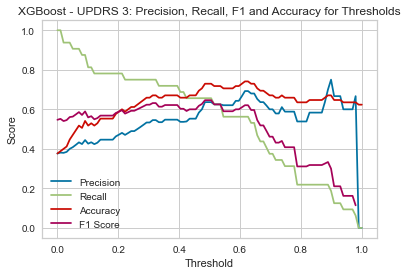 XGBoost - UPDRS 3: Precision, Recall, F1 and Accuracy for Thresholds
1.0
0.8
0.6
0.4
0.2
0.0
Score
Precision
Recall
Accuracy
F1 Score
0.0 0.2 0.4 0.6 0.8 1.0
Threshold